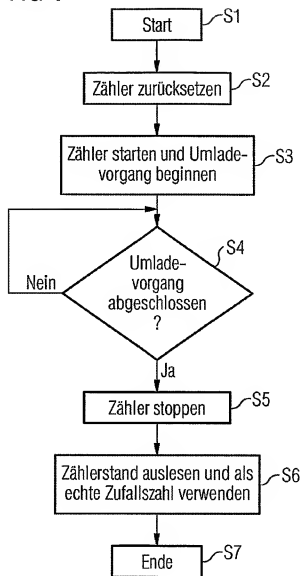 Start
S1
Zähler zurücksetzen
S2
Zähler starten und Umlade-
vorgang beginnen
S3
Umlade-
vorgang
abgeschlossen
?
S4
Nein
Ja
Zähler stoppen
S5
Zählerstand auslesen und als
echte Zufallszahl verwenden
S6
Ende
S7